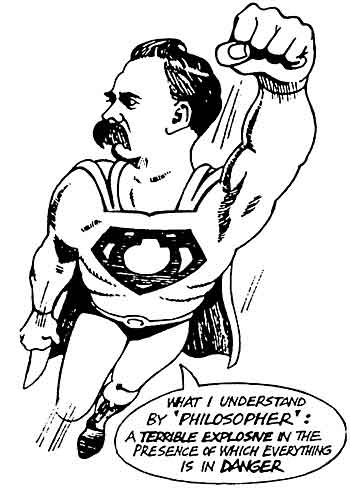 WHAT I UNDERSTAND
BY 'PHILOSOPHER':
A TERRIBLE EXPLOSIVE IN THE
PRESENCE OF WHICH EVERYTHING
IS IN DANGER